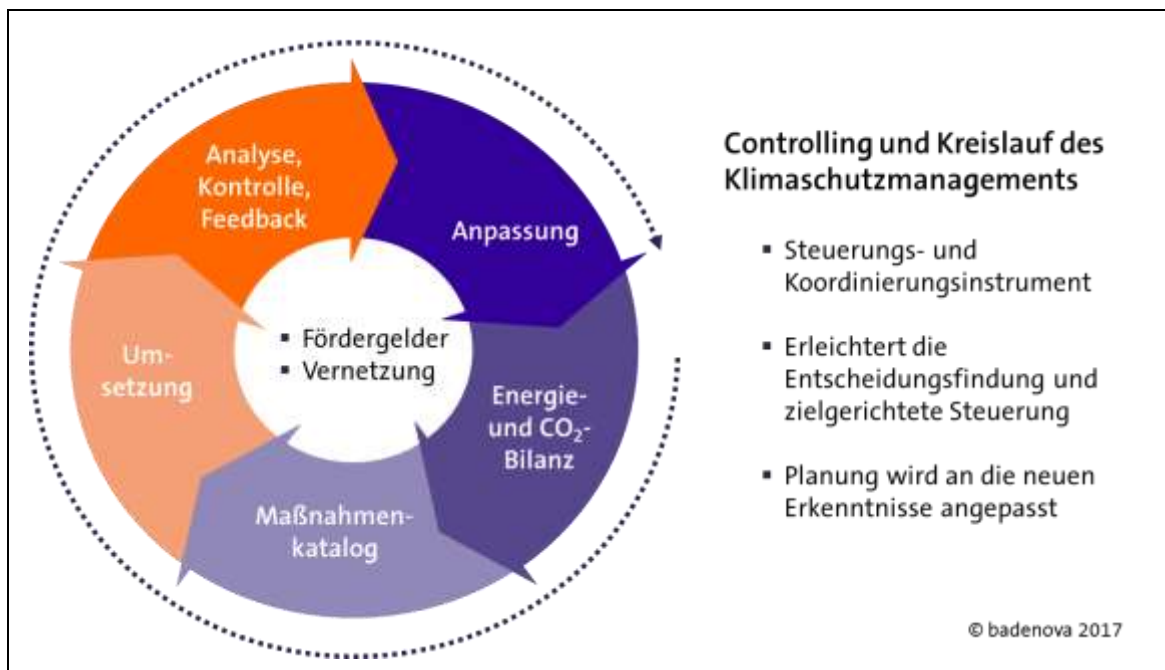 Analyse,
Kontrolle,
Feedback
Anpassung
Energie-
und CO₂-
Bilanz
Maßnahmen-
katalog
Um-
setzung
▪ Fördergelder
▪ Vernetzung
Controlling und Kreislauf des
Klimaschutzmanagements
▪ Steuerungs- und
Koordinierungsinstrument
▪ Erleichtert die
Entscheidungsfindung und
zielgerichtete Steuerung
▪ Planung wird an die neuen
Erkenntnisse angepasst
© badenova 2017